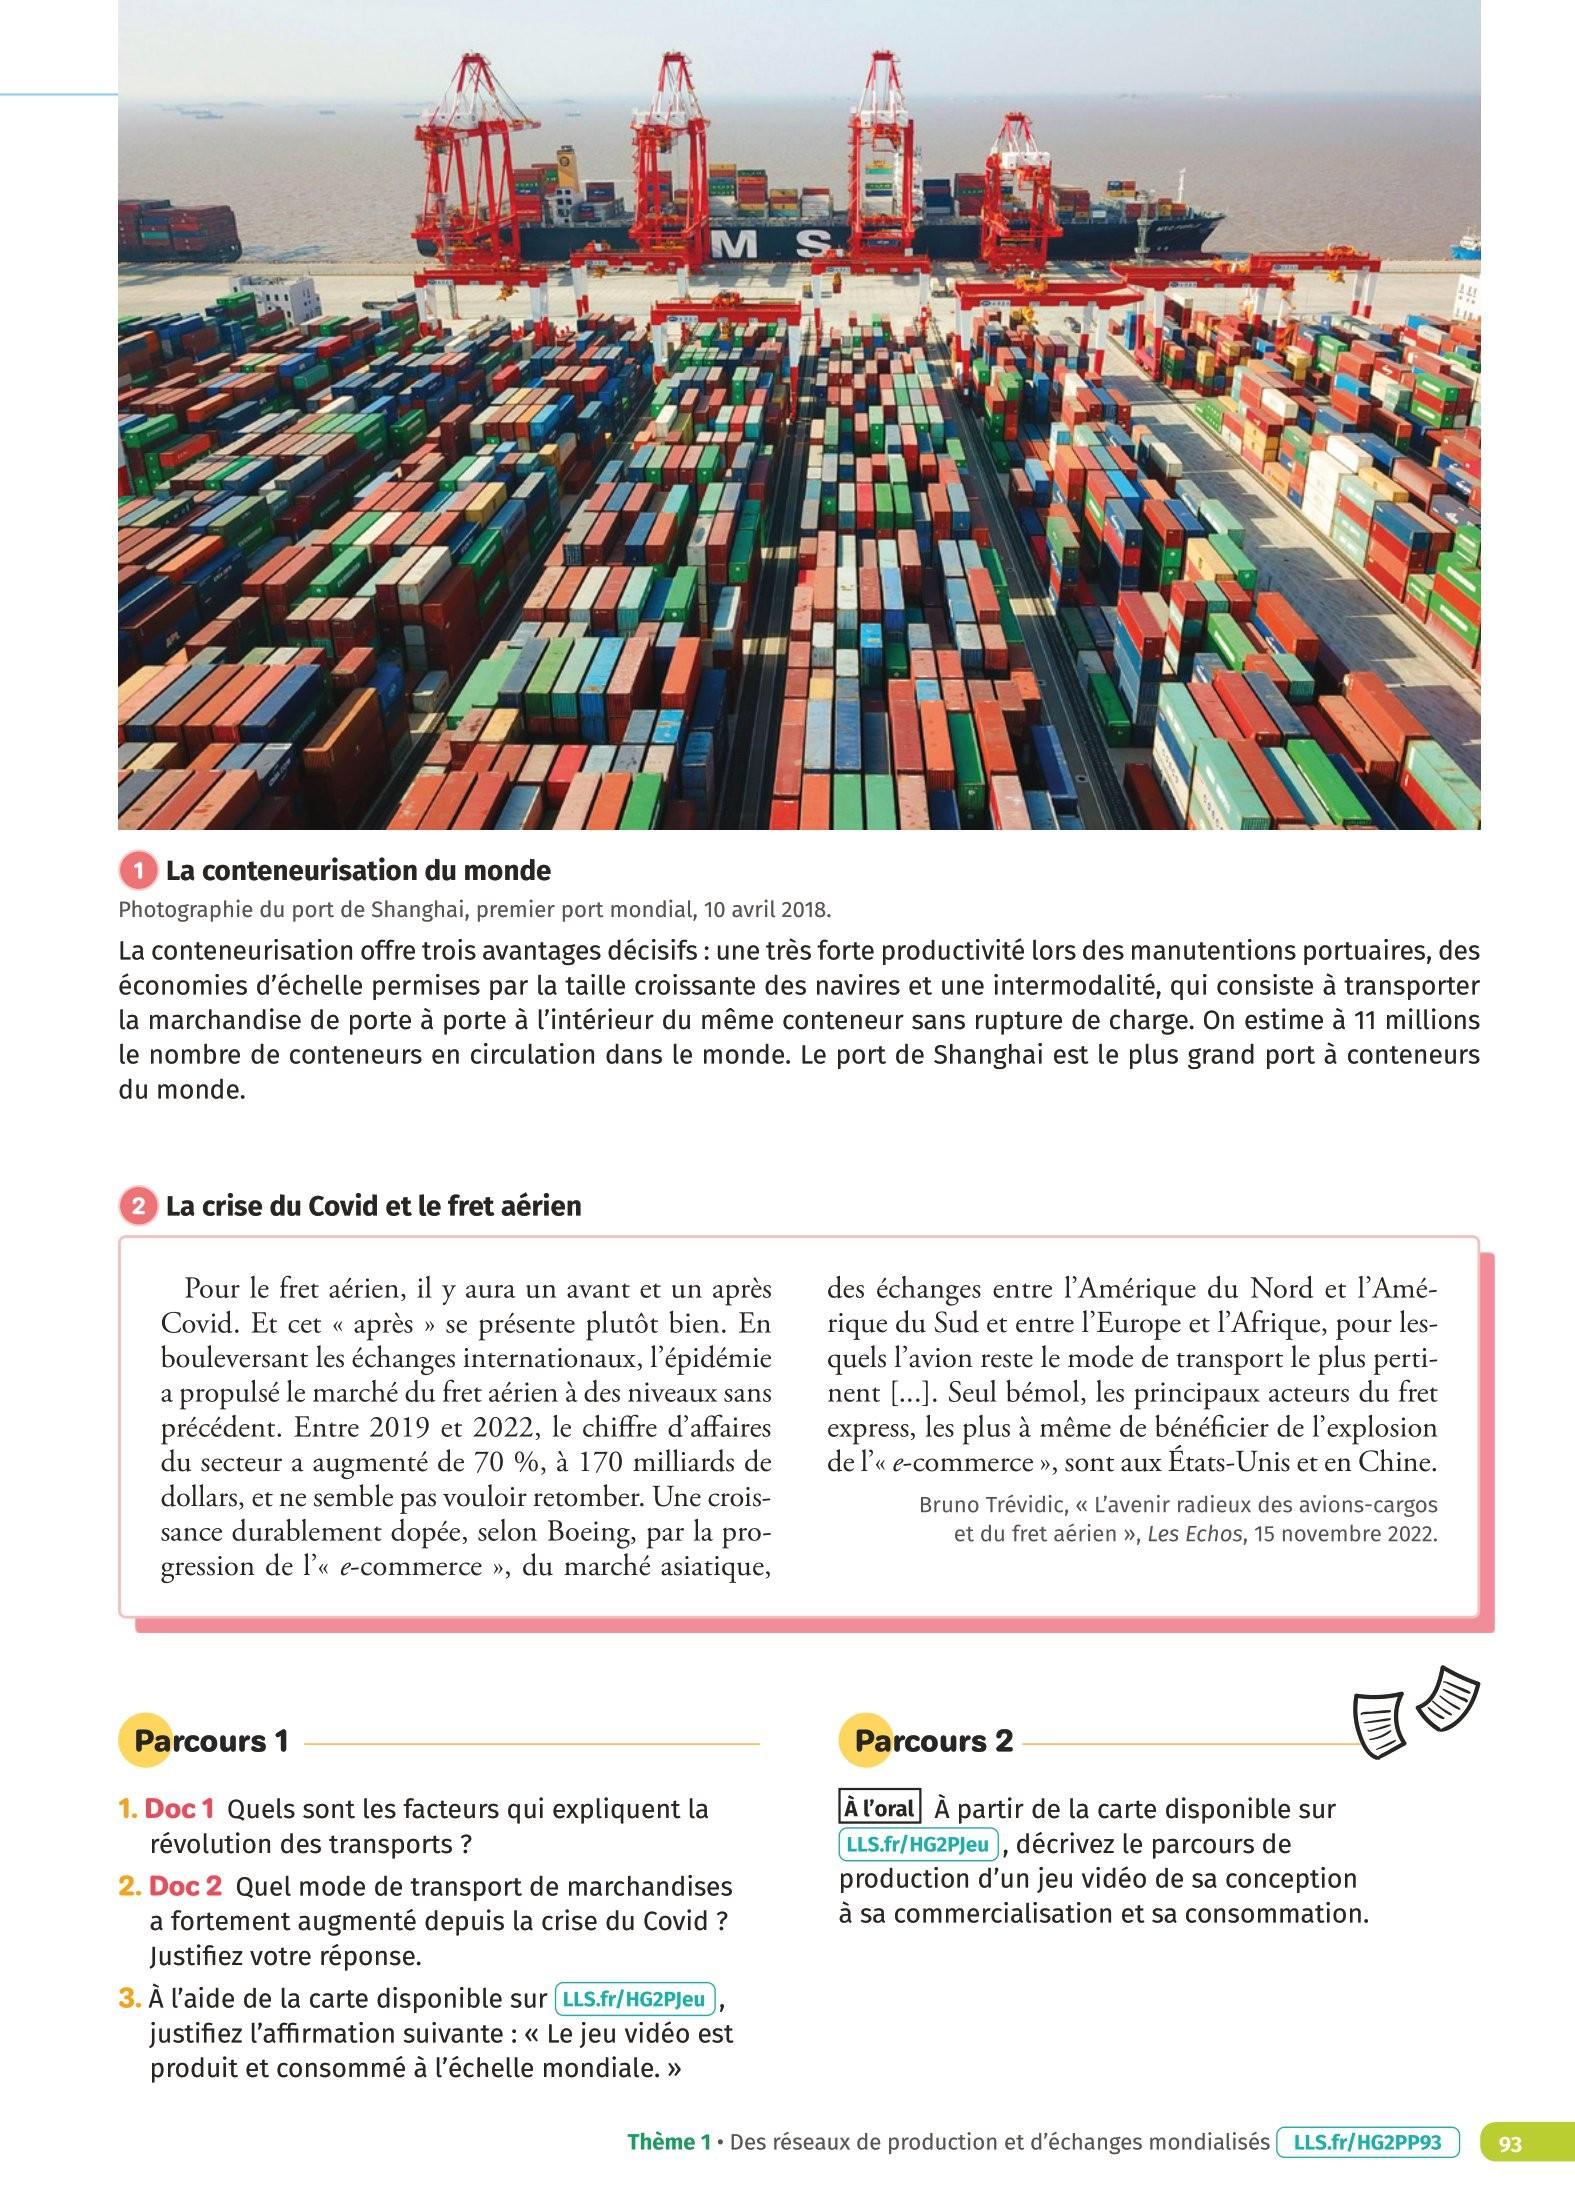 M S
1 La conteneurisation du monde
Photographie du port de Shanghai, premier port mondial, 10 avril 2018.
La conteneurisation offre trois avantages décisifs : une très forte productivité lors des manutentions portuaires, des
économies d’échelle permises par la taille croissante des navires et une intermodalité, qui consiste à transporter
la marchandise de porte à porte à l’intérieur du même conteneur sans rupture de charge. On estime à 11 millions
le nombre de conteneurs en circulation dans le monde. Le port de Shanghai est le plus grand port à conteneurs
du monde.
2 La crise du Covid et le fret aérien
Pour le fret aérien, il y aura un avant et un après
Covid. Et cet « après » se présente plutôt bien. En
bouleversant les échanges internationaux, l’épidémie
a propulsé le marché du fret aérien à des niveaux sans
précédent. Entre 2019 et 2022, le chiffre d’affaires
du secteur a augmenté de 70 %, à 170 milliards de
dollars, et ne semble pas vouloir retomber. Une crois-
sance durablement dopée, selon Boeing, par la pro-
gression de l’« e-commerce », du marché asiatique,
des échanges entre l’Amérique du Nord et l’Amé-
rique du Sud et entre l’Europe et l’Afrique, pour les-
quels l’avion reste le mode de transport le plus perti-
nent [...]. Seul bémol, les principaux acteurs du fret
express, les plus à même de bénéficier de l’explosion
de l’« e-commerce », sont aux États-Unis et en Chine.
Bruno Trévidic, « L’avenir radieux des avions-cargos
et du fret aérien », Les Echos, 15 novembre 2022.
Parcours 1
1. Doc 1 Quels sont les facteurs qui expliquent la
révolution des transports ?
2. Doc 2 Quel mode de transport de marchandises
a fortement augmenté depuis la crise du Covid ?
Justifiez votre réponse.
3. À l’aide de la carte disponible sur LLS.fr/HG2PJeu,
justifiez l’affirmation suivante : « Le jeu vidéo est
produit et consommé à l’échelle mondiale. »
Parcours 2
À l’oral À partir de la carte disponible sur
LLS.fr/HG2PJeu, décrivez le parcours de
production d’un jeu vidéo de sa conception
à sa commercialisation et sa consommation.
Thème 1 • Des réseaux de production et d’échanges mondialisés LLS.fr/HG2PP93 93